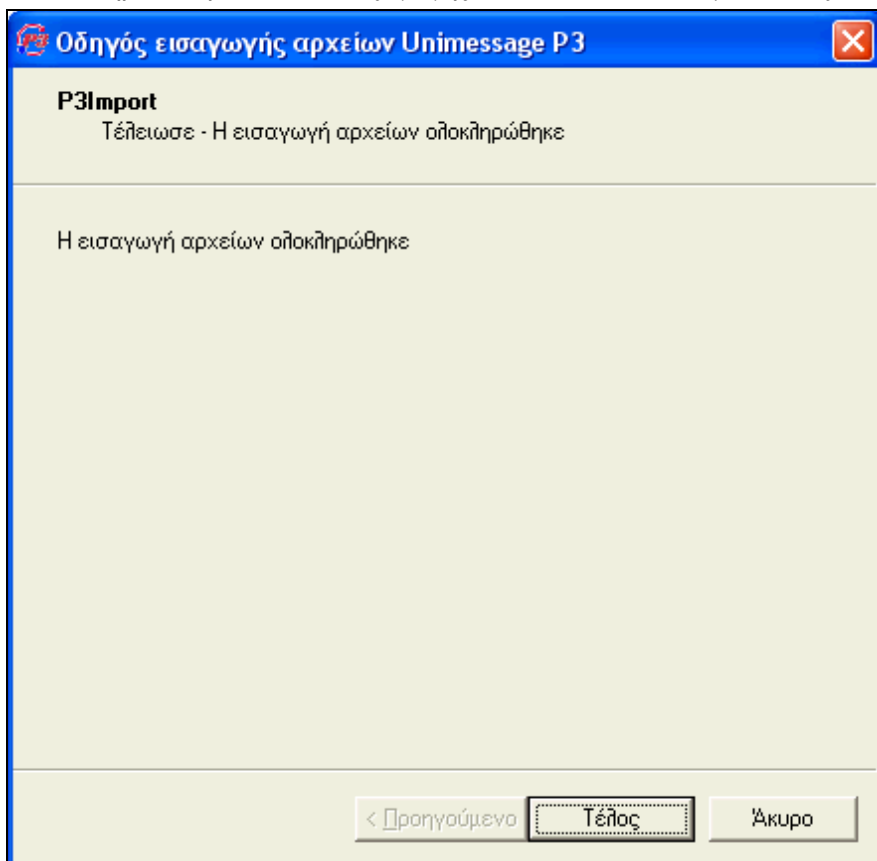 Οδηγός εισαγωγής αρχείων Unimessage P3
P3Import
Τέλειωσε - Η εισαγωγή αρχείων ολοκληρώθηκε
Η εισαγωγή αρχείων ολοκληρώθηκε
< Προηγούμενο Τέλος Άκυρο